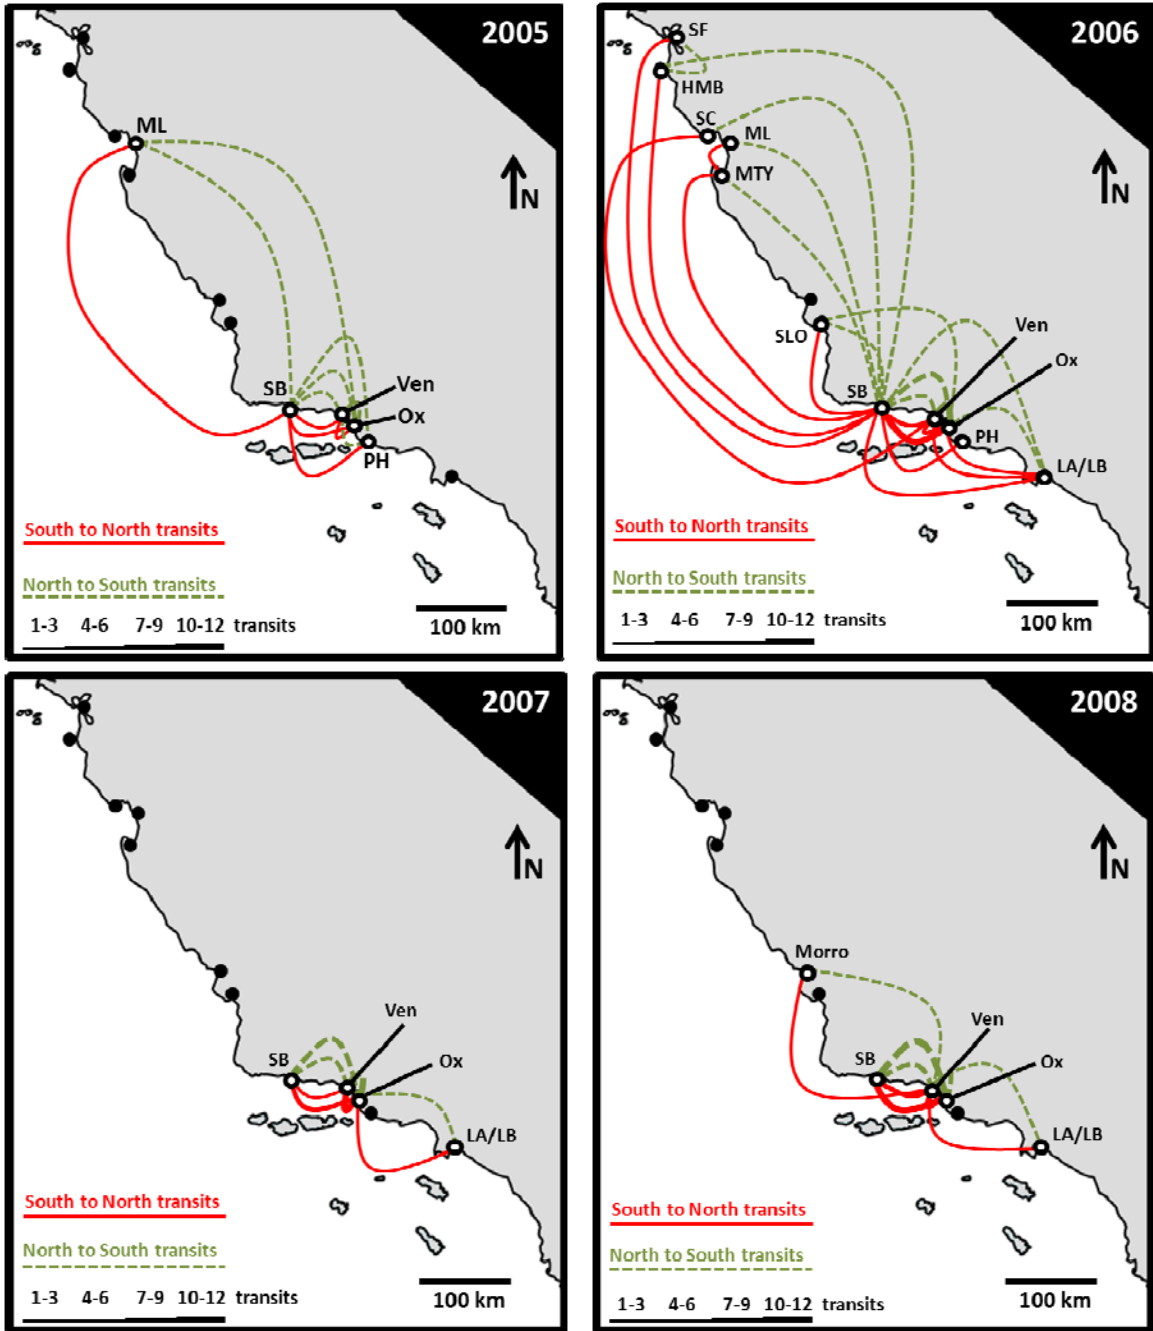 2005
ML
N
SB
Ven
Ox
PH
South to North transits
North to South transits
1-3 4-6 7-9 10-12 transits
100 km
2006
SF
HMB
SC
ML
MTY
N
SLO
Ven
Ox
SB
PH
LA/LB
South to North transits
North to South transits
1-3 4-6 7-9 10-12 transits
100 km
2007
N
Ven
SB
Ox
LA/LB
South to North transits
North to South transits
1-3 4-6 7-9 10-12 transits
100 km
2008
N
Morro
Ven
SB
Ox
LA/LB
South to North transits
North to South transits
1-3 4-6 7-9 10-12 transits
100 km